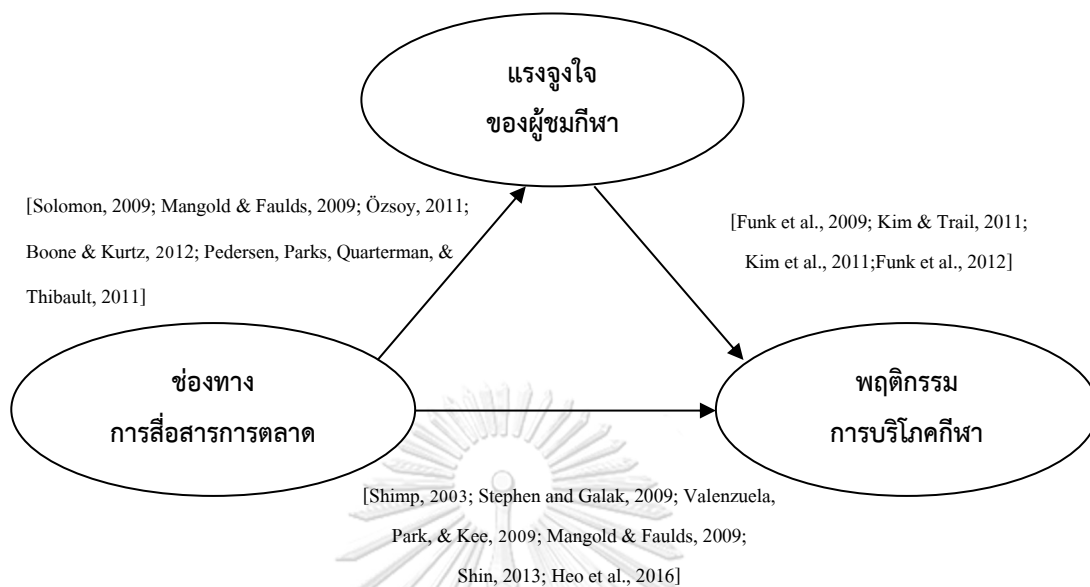 แรงจูงใจ
ของผู้ชมกีฬา
[Solomon, 2009; Mangold & Faulds, 2009; Özsoy, 2011;
Boone & Kurtz, 2012; Pedersen, Parks, Quarterman, &
Thibault, 2011]
[Funk et al., 2009; Kim & Trail, 2011;
Kim et al., 2011;Funk et al., 2012]
ช่องทาง
การสื่อสารการตลาด
พฤติกรรม
การบริโภคกีฬา
[Shimp, 2003; Stephen and Galak, 2009; Valenzuela,
Park, & Kee, 2009; Mangold & Faulds, 2009;
Shin, 2013; Heo et al., 2016]